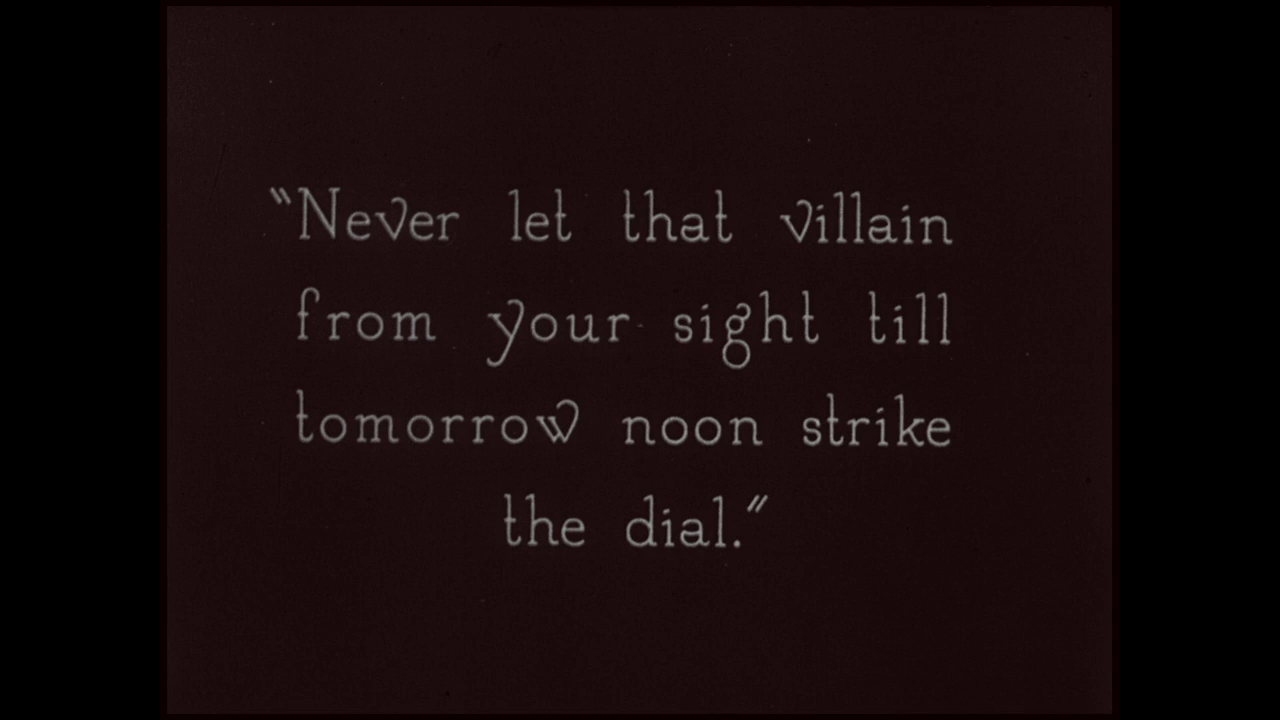 "Never let that villain
from your sight till
tomorrow noon strike
the dial."